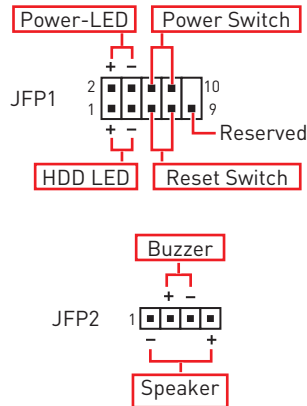 Power-LED Power Switch
+ −
2 10
JFP1
1 9
+ − Reserved
HDD LED Reset Switch
Buzzer
+ −
JFP2 1
− +
Speaker